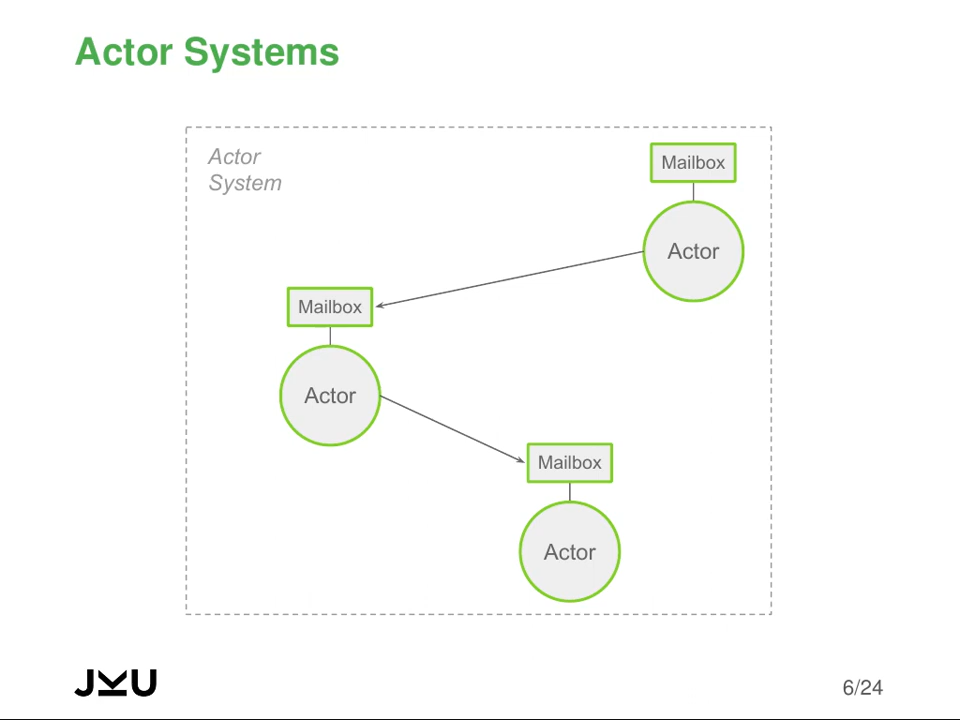 Actor Systems
Actor
System
Mailbox
Actor
Mailbox
Actor
Mailbox
Actor
JKU
6/24